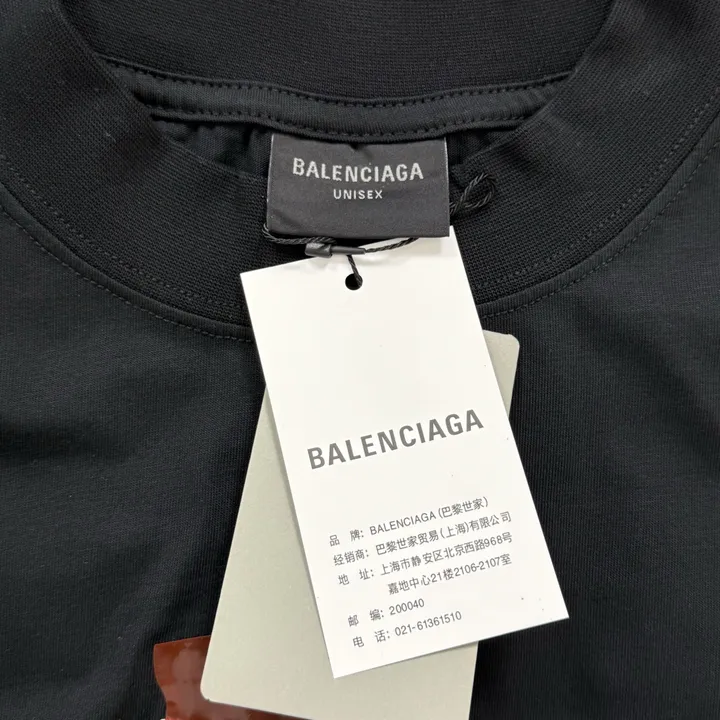 BALENCIAGA
UNISEX
BALENCIAGA
品 牌: BALENCIAGA (巴黎世家)
经销商: 巴黎世家贸易(上海)有限公司
地 址: 上海市静安区北京西路968号
嘉地中心21楼2106-2107室
邮 编: 200040
电 话: 021-61361510